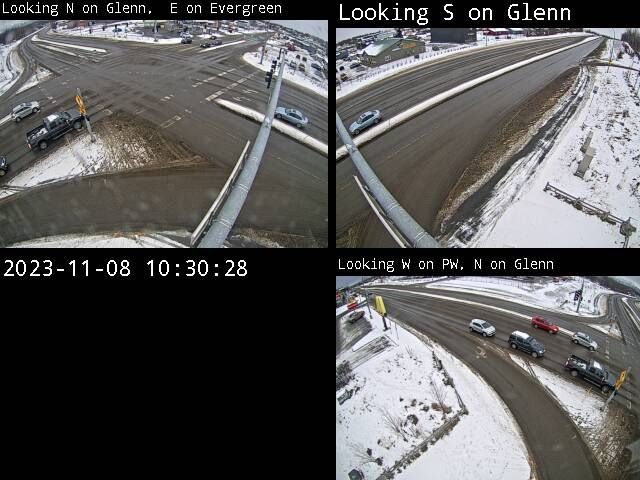 Looking N on Glenn,  E on Evergreen
Looking S on Glenn
2023-11-08 10:30:28
Looking W on PW, N on Glenn